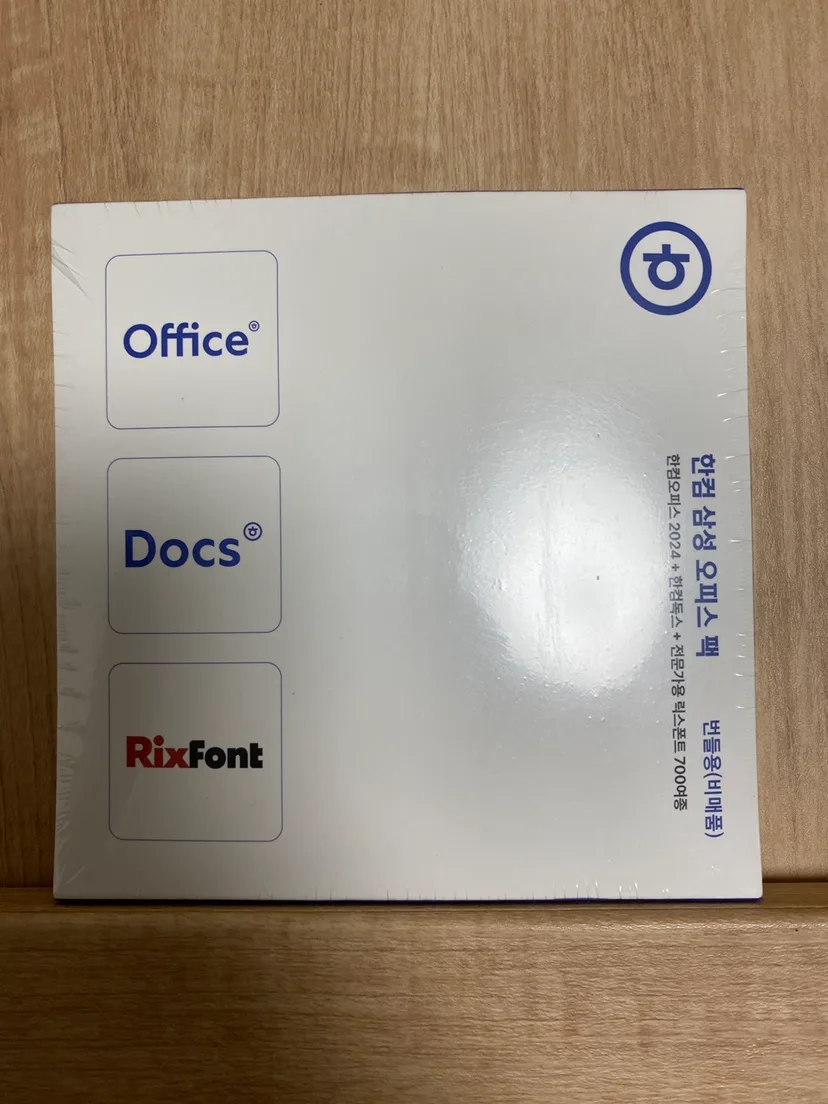 한컴 삼성 오피스 팩 번들용(비매품)
한컴오피스 2024 + 한컴독스 + 전문가용 릭스폰트 700여종
Office
Docs
RixFont